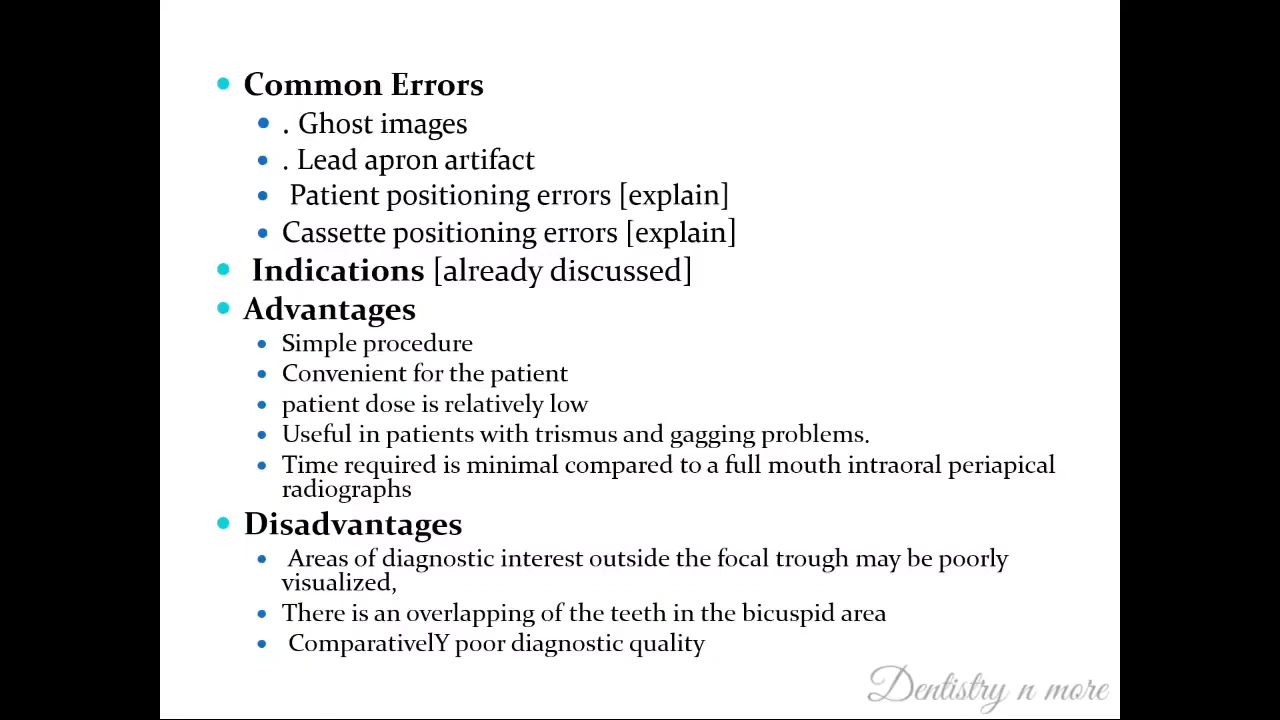 Common Errors
. Ghost images
. Lead apron artifact
Patient positioning errors [explain]
Cassette positioning errors [explain]
Indications [already discussed]
Advantages
Simple procedure
Convenient for the patient
patient dose is relatively low
Useful in patients with trismus and gagging problems.
Time required is minimal compared to a full mouth intraoral periapical
radiographs
Disadvantages
Areas of diagnostic interest outside the focal trough may be poorly
visualized,
There is an overlapping of the teeth in the bicuspid area
ComparativelY poor diagnostic quality
Dentistry n more